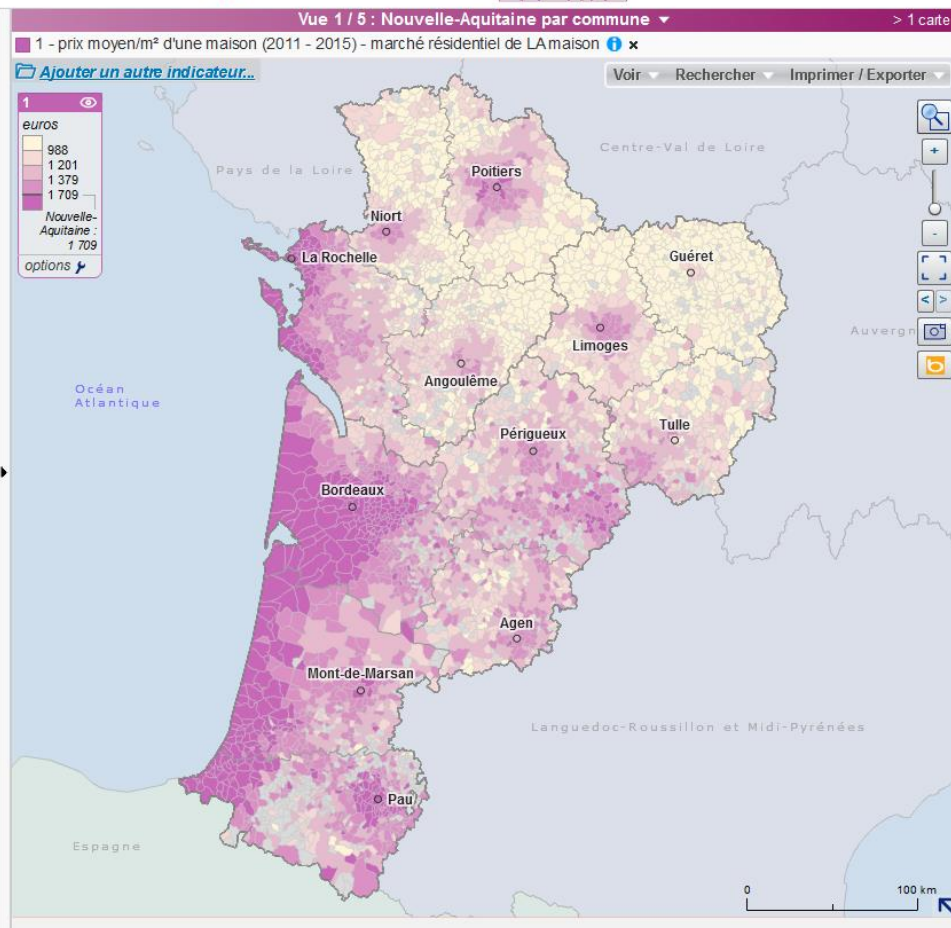 Vue 1 / 5 : Nouvelle-Aquitaine par commune
> 1 carte
1 - prix moyen/m² d'une maison (2011 - 2015) - marché résidentiel de LAmaison
Ajouter un autre indicateur...
Voir
Rechercher
Imprimer / Exporter
1
euros
988
1 201
1 379
1 709
Nouvelle-
Aquitaine :
1 709
options
Pays de la Loire
Centre-Val de Loire
Poitiers
Niort
La Rochelle
Guéret
Limoges
Auvergn
Angoulême
Océan
Atlantique
Périgueux
Tulle
Bordeaux
Agen
Mont-de-Marsan
Languedoc-Roussillon et Midi-Pyrénées
Pau
Espagne
0
100 km